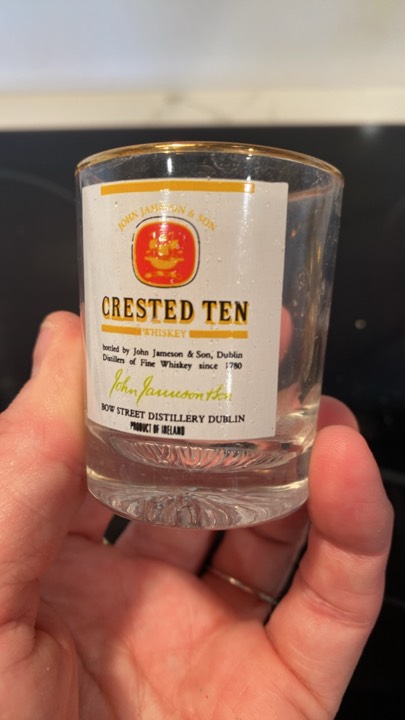 JOHN JAMESON & SON
CRESTED TEN
WHISKEY
bottled by John Jameson & Son, Dublin
Distillers of Fine Whiskey since 1780
John Jameson & Son
BOW STREET DISTILLERY DUBLIN
PRODUCT OF IRELAND